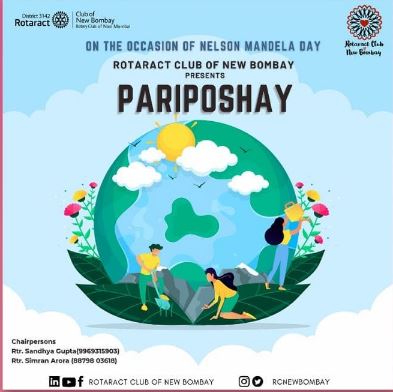 District 3142
Rotaract
Club of
New Bombay
Rotary Club of Navi Mumbai
Rotaract Club
of
New Bombay
ON THE OCCASION OF NELSON MANDELA DAY
ROTARACT CLUB OF NEW BOMBAY
PRESENTS
PARIPOSHAY
Chairpersons
Rtr. Sandhya Gupta(9969315903)
Rtr. Simran Arora (88798 03618)
ROTARACT CLUB OF NEW BOMBAY
RCNEWBOMBAY